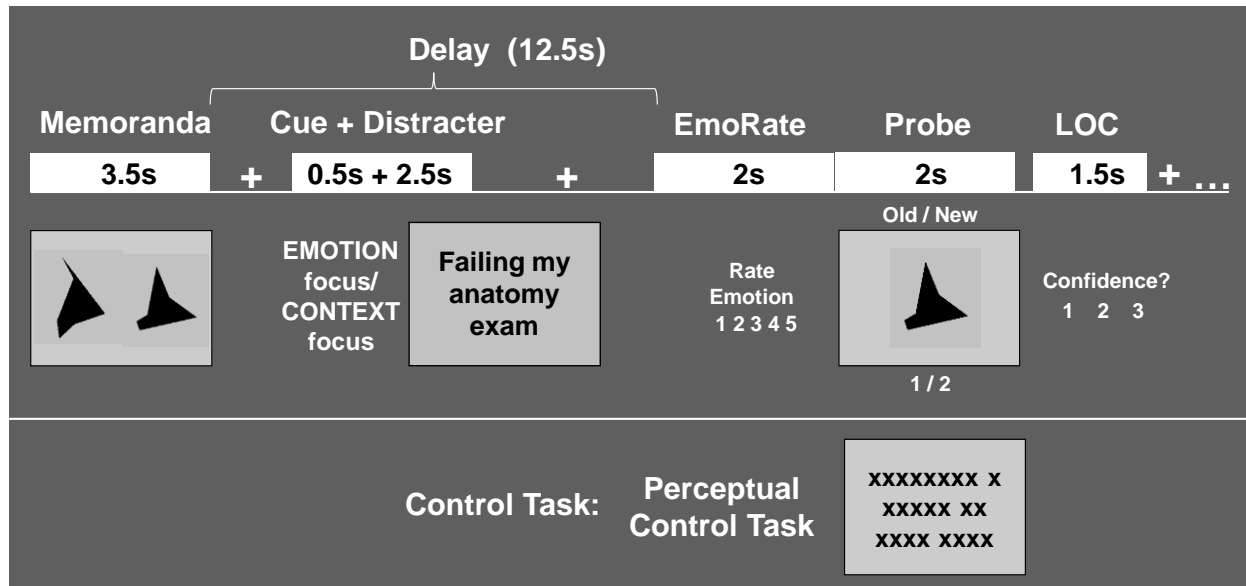 Delay (12.5s)
Memoranda
Cue + Distracter
EmoRate
Probe
LOC
3.5s
+
0.5s + 2.5s
+
2s
2s
1.5s
+ ...
EMOTION
focus/
CONTEXT
focus
Failing my
anatomy
exam
Rate
Emotion
1 2 3 4 5
Old / New
1 / 2
Confidence?
1 2 3
Control Task:
Perceptual
Control Task
xxxxxxxx x
xxxxx xx
xxxx xxxx